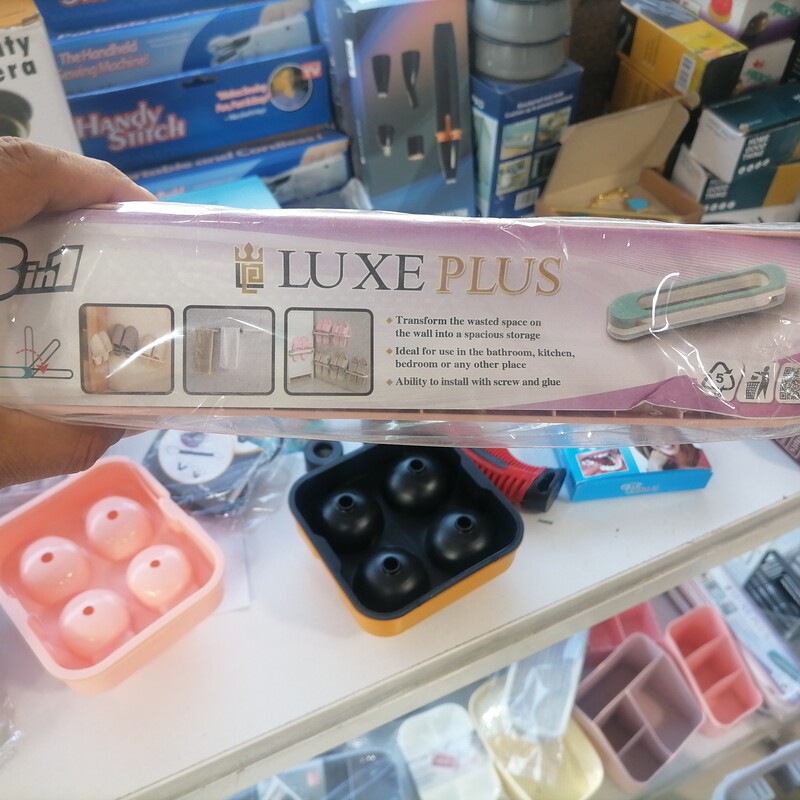 The Handheld
Sewing Machine!
Handy
Stitch
3in1
LUXE PLUS
Transform the wasted space on
the wall into a spacious storage
Ideal for use in the bathroom, kitchen,
bedroom or any other place
Ability to install with screw and glue
5